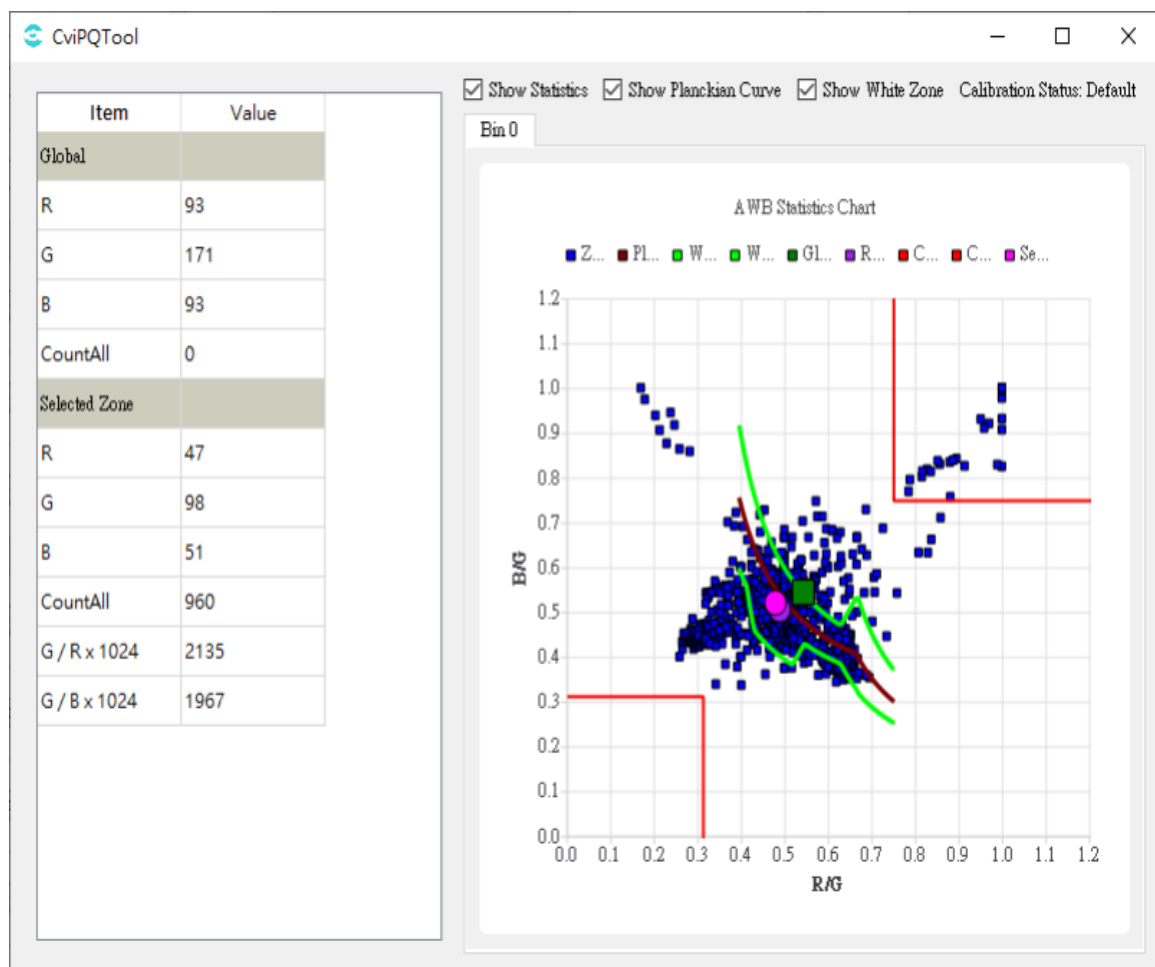 CviPQTool
Show Statistics Show Planckian Curve Show White Zone Calibration Status: Default
Item Value
Global
R 93
G 171
B 93
CountAll 0
Selected Zone
R 47
G 98
B 51
CountAll 960
G / R x 1024 2135
G / B x 1024 1967
Bin 0
AWB Statistics Chart
Z... Pl... W... W... Gl... R... C... C... Se...
1.2
1.1
1.0
0.9
0.8
0.7
0.6
0.5
0.4
0.3
0.2
0.1
0.0
B/G
0.0 0.1 0.2 0.3 0.4 0.5 0.6 0.7 0.8 0.9 1.0 1.1 1.2
R/G